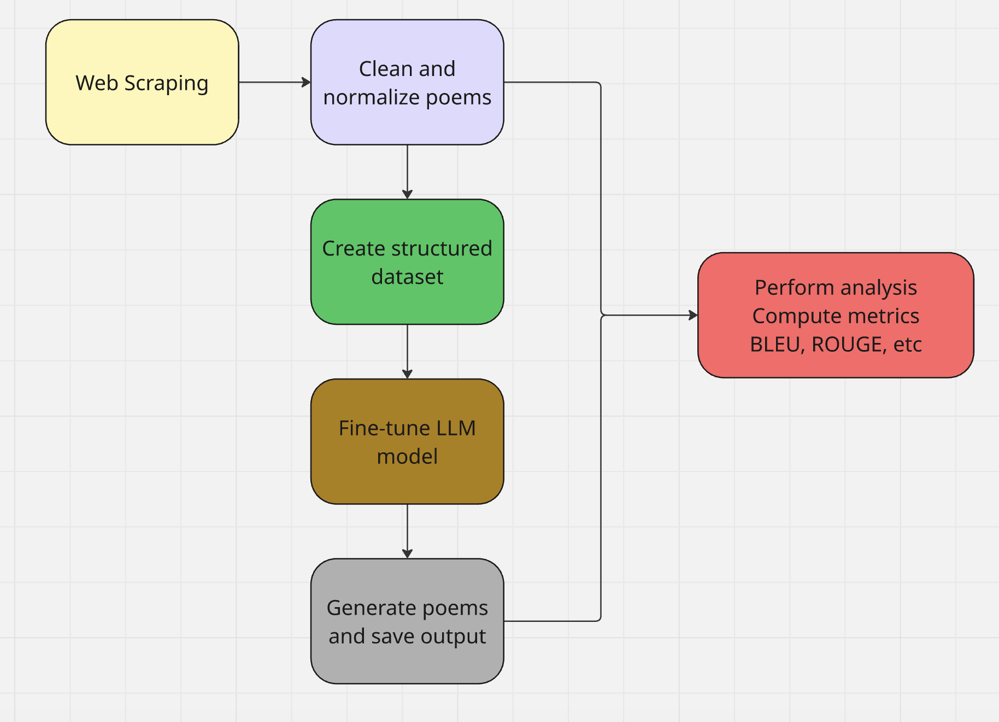 Web Scraping
Clean and
normalize poems
Create structured
dataset
Perform analysis
Compute metrics
BLEU, ROUGE, etc
Fine-tune LLM
model
Generate poems
and save output